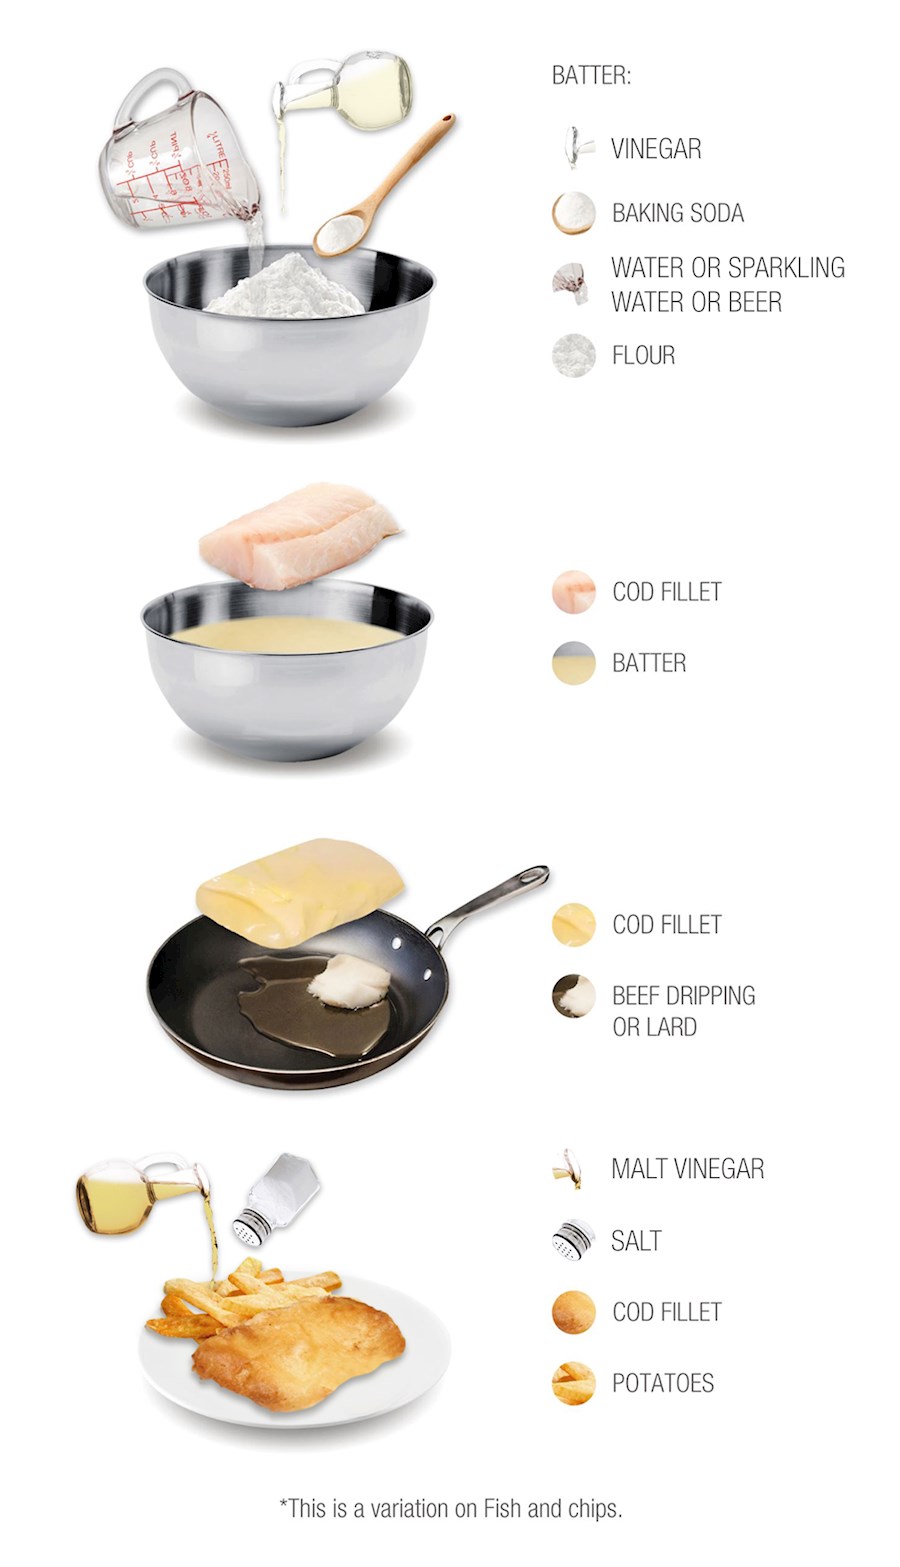 BATTER:
VINEGAR
BAKING SODA
WATER OR SPARKLING
WATER OR BEER
FLOUR
COD FILLET
BATTER
COD FILLET
BEEF DRIPPING
OR LARD
MALT VINEGAR
SALT
COD FILLET
POTATOES
*This is a variation on Fish and chips.